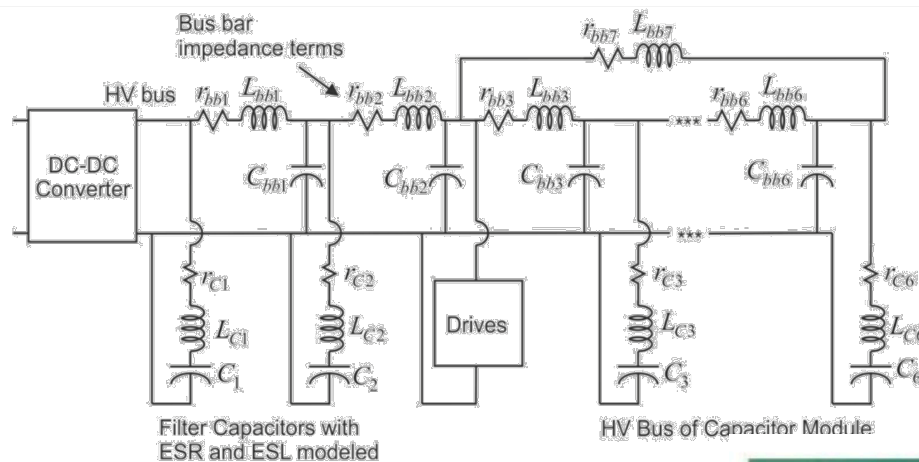 Bus bar
impedance terms
r_bb7 L_bb7
HV bus
r_bb1 L_bb1 r_bb2 L_bb2 r_bb3 L_bb3 r_bb6 L_bb6
***
DC-DC
Converter
C_bb1 C_bb2 C_bb3 C_bb6
***
r_C1 r_C2 r_C3 r_C6
Drives
L_C1 L_C2 L_C3 L_C6
C_1 C_2 C_3 C_6
Filter Capacitors with
ESR and ESL modeled
HV Bus of Capacitor Module